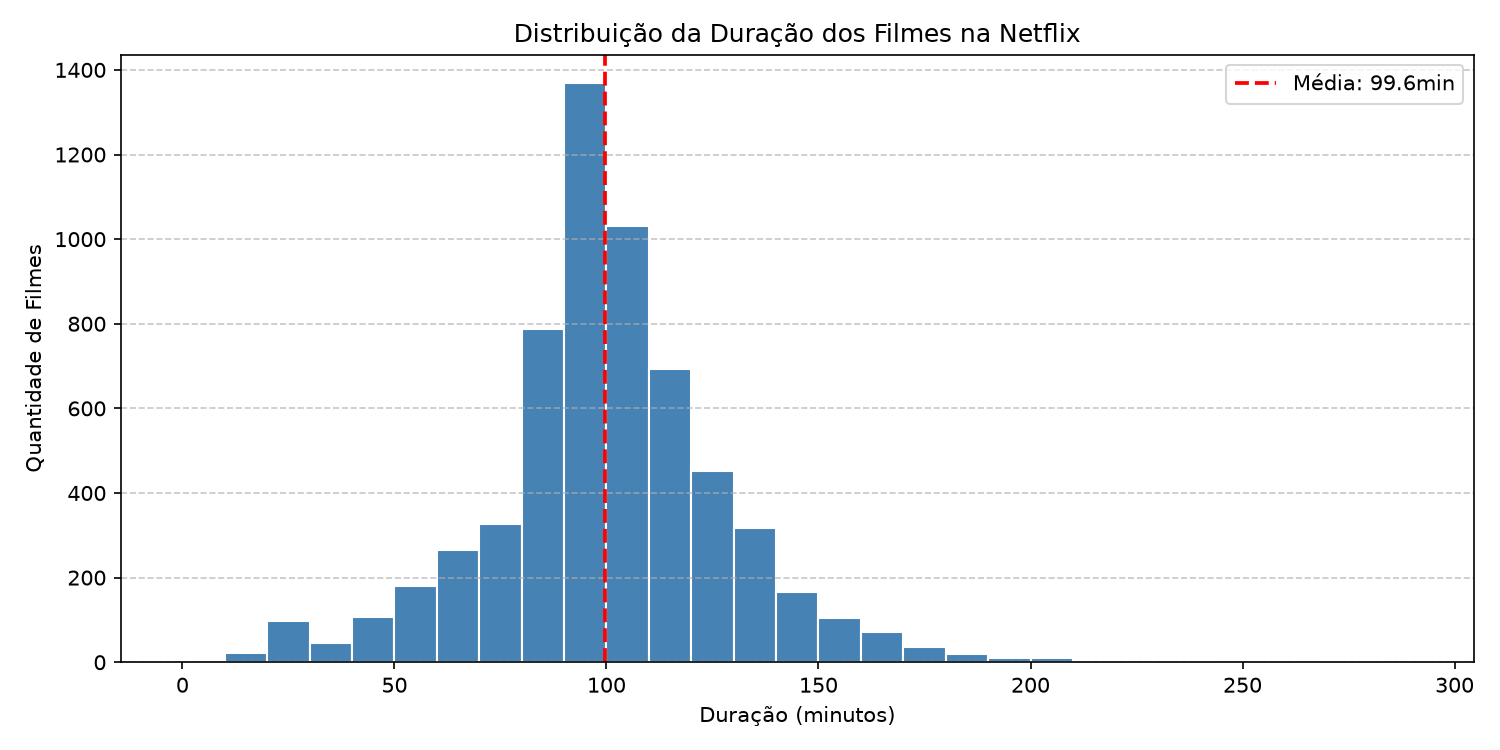 Distribuição da Duração dos Filmes na Netflix
Média: 99.6min
Quantidade de Filmes
1400
1200
1000
800
600
400
200
0
0 50 100 150 200 250 300
Duração (minutos)